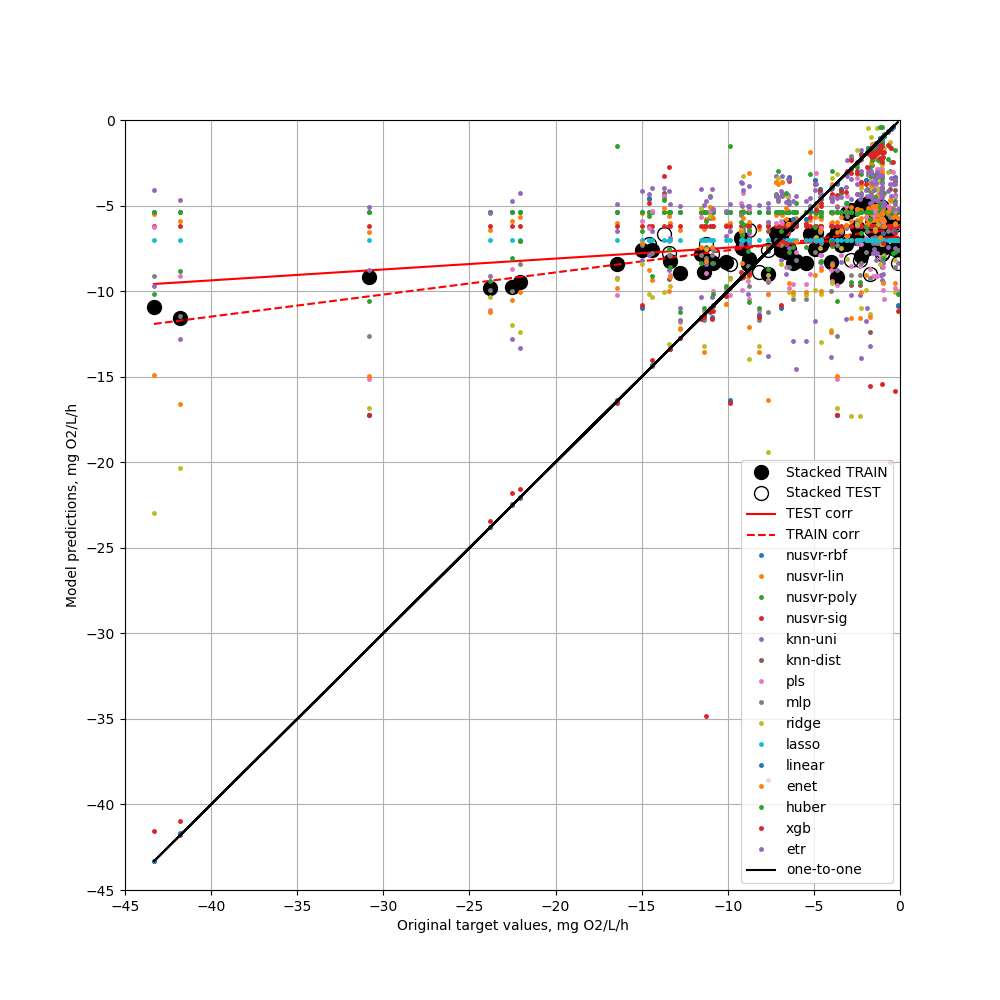 0
−5
−10
−15
−20
−25
−30
−35
−40
−45
Model predictions, mg O2/L/h
−45 −40 −35 −30 −25 −20 −15 −10 −5 0
Original target values, mg O2/L/h
Stacked TRAIN
Stacked TEST
TEST corr
TRAIN corr
nusvr-rbf
nusvr-lin
nusvr-poly
nusvr-sig
knn-uni
knn-dist
pls
mlp
ridge
lasso
linear
enet
huber
xgb
etr
one-to-one